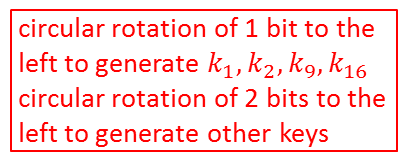 circular rotation of 1 bit to the
left to generate k₁, k₂, k₉, k₁₆
circular rotation of 2 bits to the
left to generate other keys